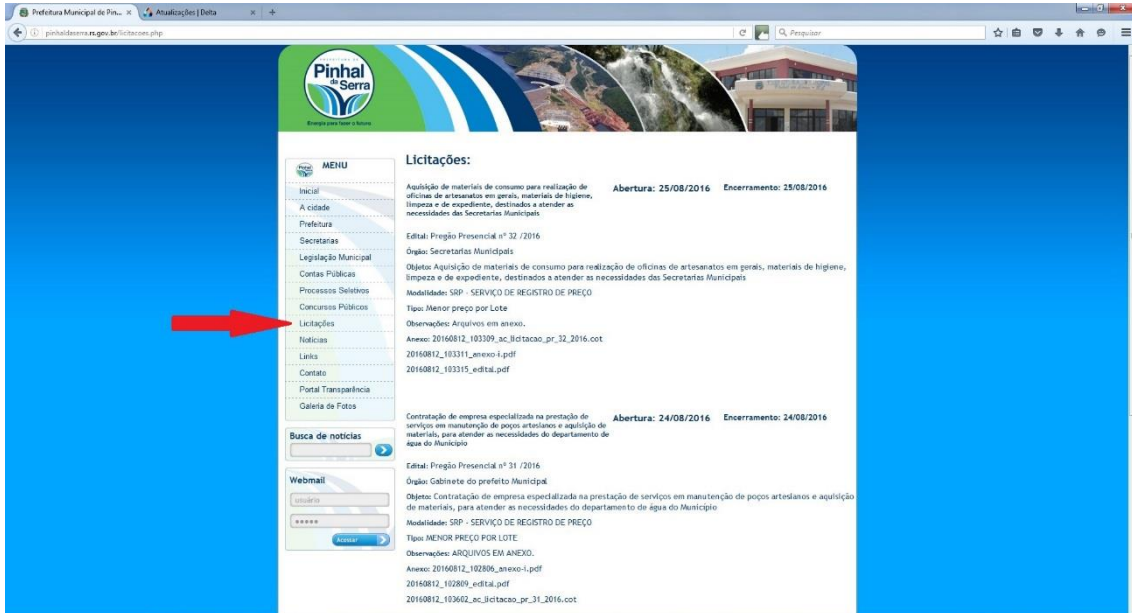 Prefeitura Municipal de Pin...
Atualizações | Delta
pinhaldaserra.rs.gov.br/licitacoes.php
Pesquisar
Pinhal
da Serra
Energia para fazer o futuro
MENU
Inicial
A cidade
Prefeitura
Secretarias
Legislação Municipal
Contas Públicas
Processos Seletivos
Concursos Públicos
Licitações
Notícias
Links
Contato
Portal Transparência
Galeria de Fotos
Busca de notícias
Webmail
usuário
Acessar
Licitações:
Aquisição de materiais de consumo para realização de
oficinas de artesanatos em gerais, materiais de higiene,
limpeza e de expediente, destinados a atender as
necessidades das Secretarias Municipais
Abertura: 25/08/2016 Encerramento: 25/08/2016
Edital: Pregão Presencial nº 32 /2016
Órgão: Secretarias Municipais
Objeto: Aquisição de materiais de consumo para realização de oficinas de artesanatos em gerais, materiais de higiene,
limpeza e de expediente, destinados a atender as necessidades das Secretarias Municipais
Modalidade: SRP - SERVIÇO DE REGISTRO DE PREÇO
Tipo: Menor preço por Lote
Observações: Arquivos em anexo.
Anexo: 20160812_103309_ac_licitacao_pr_32_2016.cot
20160812_103311_anexo-i.pdf
20160812_103315_edital.pdf
Contratação de empresa especializada na prestação de
serviços em manutenção de poços artesianos e aquisição de
materiais, para atender as necessidades do departamento de
água do Município
Abertura: 24/08/2016 Encerramento: 24/08/2016
Edital: Pregão Presencial nº 31 /2016
Órgão: Gabinete do prefeito Municipal
Objeto: Contratação de empresa especializada na prestação de serviços em manutenção de poços artesianos e aquisição
de materiais, para atender as necessidades do departamento de água do Município
Modalidade: SRP - SERVIÇO DE REGISTRO DE PREÇO
Tipo: MENOR PREÇO POR LOTE
Observações: ARQUIVOS EM ANEXO.
Anexo: 20160812_102806_anexo-i.pdf
20160812_102809_edital.pdf
20160812_103602_ac_licitacao_pr_31_2016.cot